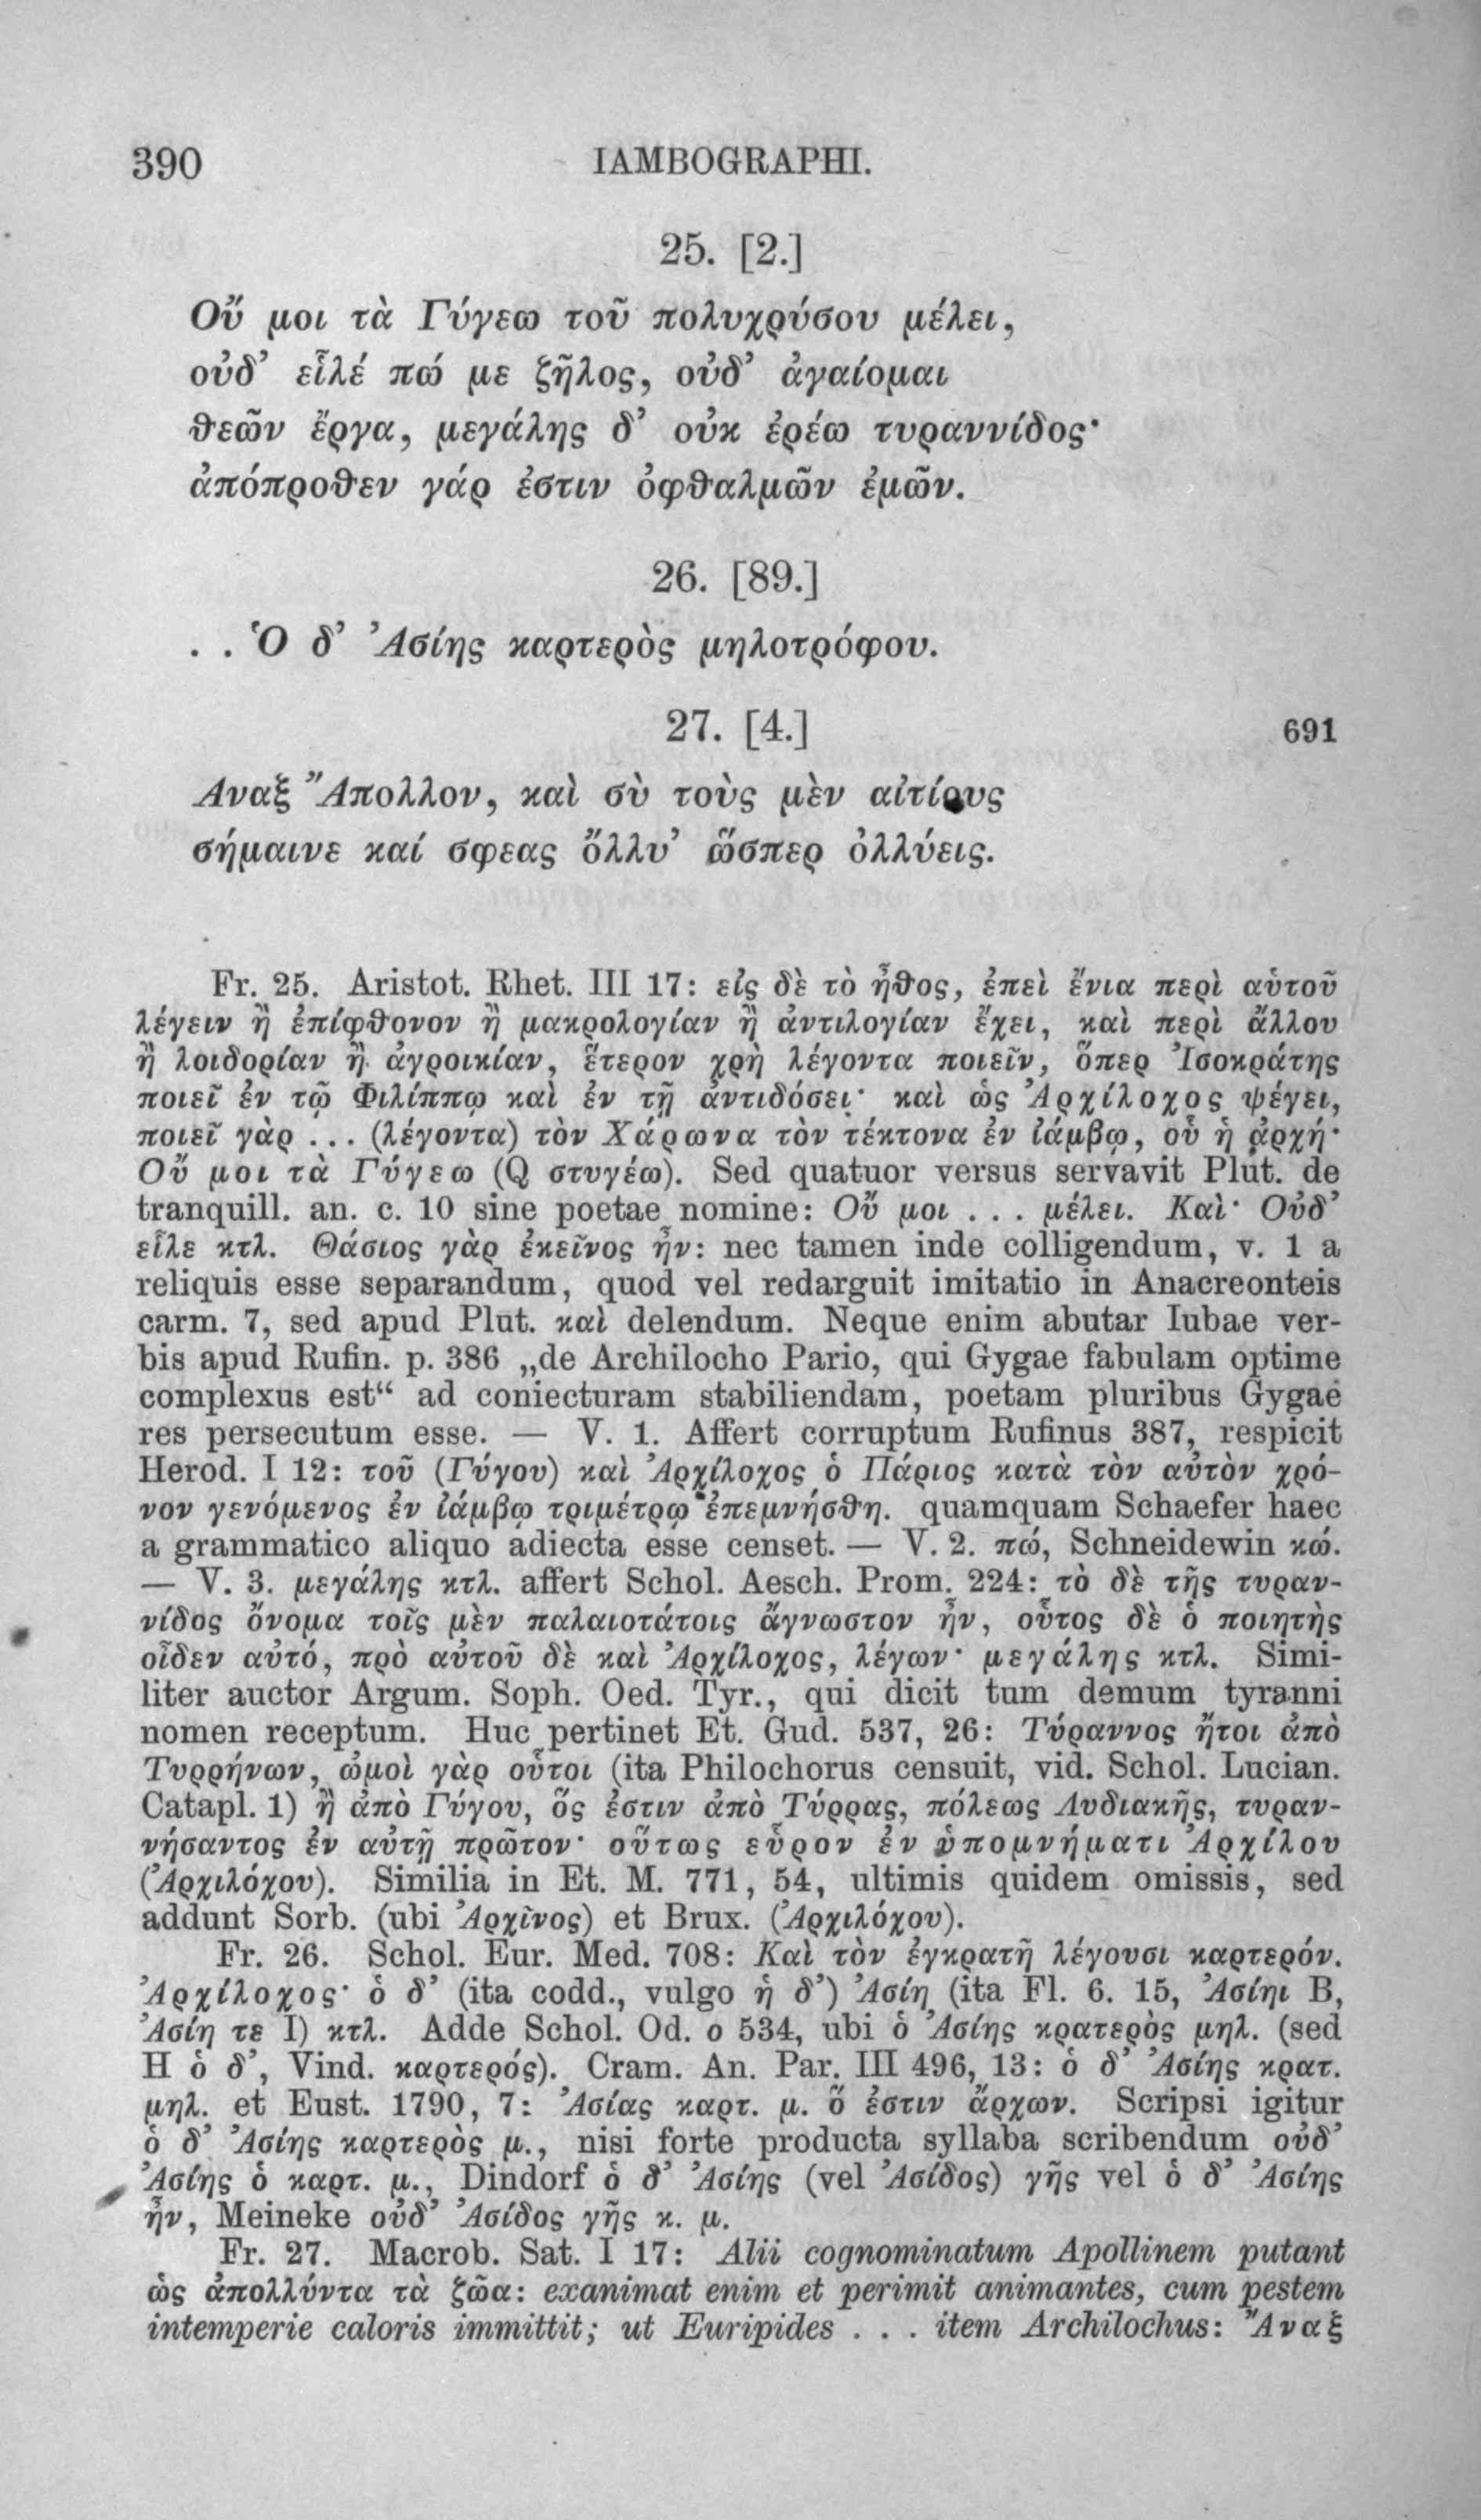 390
IAMBOGRAPHI.
25. [2.]
Οὔ μοι τὰ Γύγεω τοῦ πολυχρύσου μέλει,
οὐδ’ εἷλέ πώ με ζῆλος, οὐδ’ ἀγαίομαι
ϑεῶν ἔργα, μεγάλης δ’ οὐκ ἐρέω τυραννίδος·
ἀπόπροϑεν γάρ ἐστιν ὀφϑαλμῶν ἐμῶν.
26. [89.]
. . Ὁ δ’ Ἀσίης καρτερὸς μηλοτρόφου.
27. [4.]
691
Αναξ Ἄπολλον, καὶ σὺ τοὺς μὲν αἰτίους
σήμαινε καί σφεας ὄλλυ’ ὥσπερ ὀλλύεις.
Fr. 25. Aristot. Rhet. III 17: εἰς δὲ τὸ ἦϑος, ἐπεὶ ἔνια περὶ αὑτοῦ
λέγειν ἢ ἐπίφϑονον ἢ μακρολογίαν ἢ ἀντιλογίαν ἔχει, καὶ περὶ ἄλλου
ἢ λοιδορίαν ἢ ἀγροικίαν, ἕτερον χρὴ λέγοντα ποιεῖν, ὅπερ Ἰσοκράτης
ποιεῖ ἐν τῷ Φιλίππῳ καὶ ἐν τῇ ἀντιδόσει· καὶ ὡς Ἀρχίλοχος ψέγει,
ποιεῖ γὰρ ... (λέγοντα) τὸν Χάρωνα τὸν τέκτονα ἐν ἰάμβῳ, οὗ ἡ ἀρχή·
Οὔ μοι τὰ Γύγεω (Q στυγέω). Sed quatuor versus servavit Plut. de
tranquill. an. c. 10 sine poetae nomine: Οὔ μοι . . . μέλει. Καὶ· Οὐδ’
εἷλε κτλ. Θάσιος γὰρ ἐκεῖνος ἦν: nec tamen inde colligendum, v. 1 a
reliquis esse separandum, quod vel redarguit imitatio in Anacreonteis
carm. 7, sed apud Plut. καὶ delendum. Neque enim abutar Iubae ver-
bis apud Rufin. p. 386 „de Archilocho Pario, qui Gygae fabulam optime
complexus est“ ad coniecturam stabiliendam, poetam pluribus Gygae
res persecutum esse. — V. 1. Affert corruptum Rufinus 387, respicit
Herod. I 12: τοῦ (Γύγου) καὶ Ἀρχίλοχος ὁ Πάριος κατὰ τὸν αὐτὸν χρό-
νον γενόμενος ἐν ἰάμβῳ τριμέτρῳ ἐπεμνήσϑη. quamquam Schaefer haec
a grammatico aliquo adiecta esse censet. — V. 2. πώ, Schneidewin κώ.
— V. 3. μεγάλης κτλ. affert Schol. Aesch. Prom. 224: τὸ δὲ τῆς τυραν-
νίδος ὄνομα τοῖς μὲν παλαιοτάτοις ἄγνωστον ἦν, οὗτος δὲ ὁ ποιητὴς
οἶδεν αὐτό, πρὸ αὐτοῦ δὲ καὶ Ἀρχίλοχος, λέγων· μεγάλης κτλ. Simi-
liter auctor Argum. Soph. Oed. Tyr., qui dicit tum demum tyranni
nomen receptum. Huc pertinet Et. Gud. 537, 26: Τύραννος ἤτοι ἀπὸ
Τυρρήνων, ὠμοὶ γὰρ οὗτοι (ita Philochorus censuit, vid. Schol. Lucian.
Catapl. 1) ἢ ἀπὸ Γύγου, ὅς ἐστιν ἀπὸ Τύρρας, πόλεως Λυδιακῆς, τυραν-
νήσαντος ἐν αὐτῇ πρῶτον· οὕτως εὗρον ἐν ὑπομνήματι Ἀρχίλου
(Ἀρχιλόχου). Similia in Et. M. 771, 54, ultimis quidem omissis, sed
addunt Sorb. (ubi Ἀρχῖνος) et Brux. (Ἀρχιλόχου).
Fr. 26. Schol. Eur. Med. 708: Καὶ τὸν ἐγκρατῆ λέγουσι καρτερόν.
Ἀρχίλοχος· ὁ δ’ (ita codd., vulgo ἡ δ’) Ἀσίη (ita Fl. 6. 15, Ἀσίηι B,
Ἀσίη τε I) κτλ. Adde Schol. Od. ο 534, ubi ὁ Ἀσίης κρατερὸς μηλ. (sed
H ὁ δ’, Vind. καρτερός). Cram. An. Par. III 496, 13: ὁ δ’ Ἀσίης κρατ.
μηλ. et Eust. 1790, 7: Ἀσίας καρτ. μ. ὅ ἐστιν ἄρχων. Scripsi igitur
ὁ δ’ Ἀσίης καρτερὸς μ., nisi forte producta syllaba scribendum οὐδ’
Ἀσίης ὁ καρτ. μ., Dindorf ὁ δ’ Ἀσίης (vel Ἀσίδος) γῆς vel ὁ δ’ Ἀσίης
ἦν, Meineke οὐδ’ Ἀσίδος γῆς κ. μ.
Fr. 27. Macrob. Sat. I 17: Alii cognominatum Apollinem putant
ὡς ἀπολλύντα τὰ ζῶα: exanimat enim et perimit animantes, cum pestem
intemperie caloris immittit; ut Euripides . . . item Archilochus: Ἄναξ